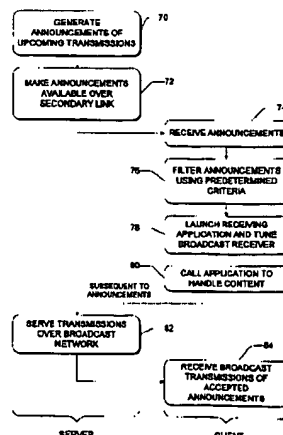 GENERATE
ANNOUNCEMENTS OF
UPCOMING TRANSMISSIONS
70
MAKE ANNOUNCEMENTS
AVAILABLE OVER
SECONDARY LINK
72
74
RECEIVE ANNOUNCEMENTS
76
FILTER ANNOUNCEMENTS
USING PREDETERMINED
CRITERIA
78
LAUNCH RECEIVING
APPLICATION AND TUNE
BROADCAST RECEIVER
80
CALL APPLICATION TO
HANDLE CONTENT
SUBSEQUENT TO
ANNOUNCEMENTS
SERVE TRANSMISSIONS
OVER BROADCAST
NETWORK
82
84
RECEIVE BROADCAST
TRANSMISSIONS OF
ACCEPTED
ANNOUNCEMENTS
SERVER
CLIENT